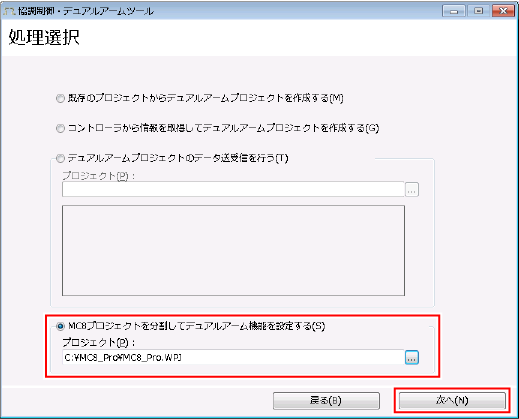 協調制御・デュアルアームツール
処理選択
既存のプロジェクトからデュアルアームプロジェクトを作成する(M)
コントローラから情報を取得してデュアルアームプロジェクトを作成する(G)
デュアルアームプロジェクトのデータ送受信を行う(T)
プロジェクト(P)：
...
MC8プロジェクトを分割してデュアルアーム機能を設定する(S)
プロジェクト(P)：
C:¥MC8_Pro¥MC8_Pro.WPJ
...
戻る(B)
次へ(N)